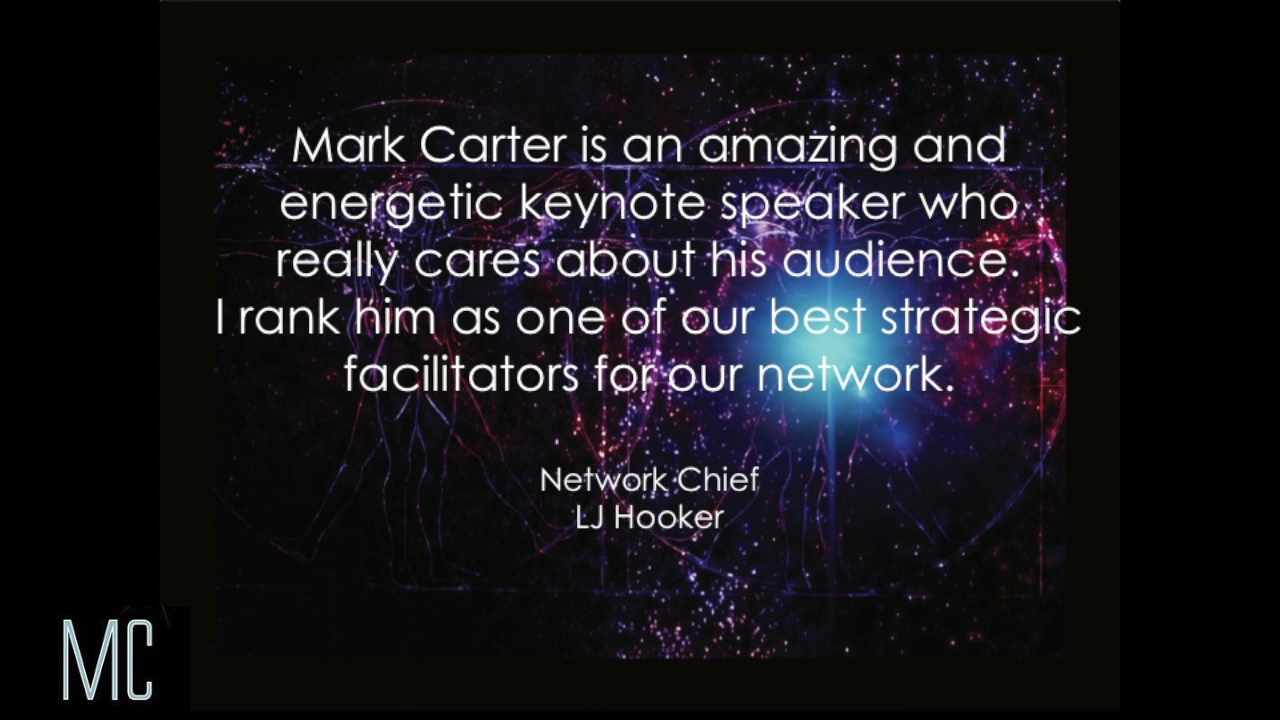 Mark Carter is an amazing and
energetic keynote speaker who
really cares about his audience.
I rank him as one of our best strategic
facilitators for our network.
Network Chief
LJ Hooker
MC